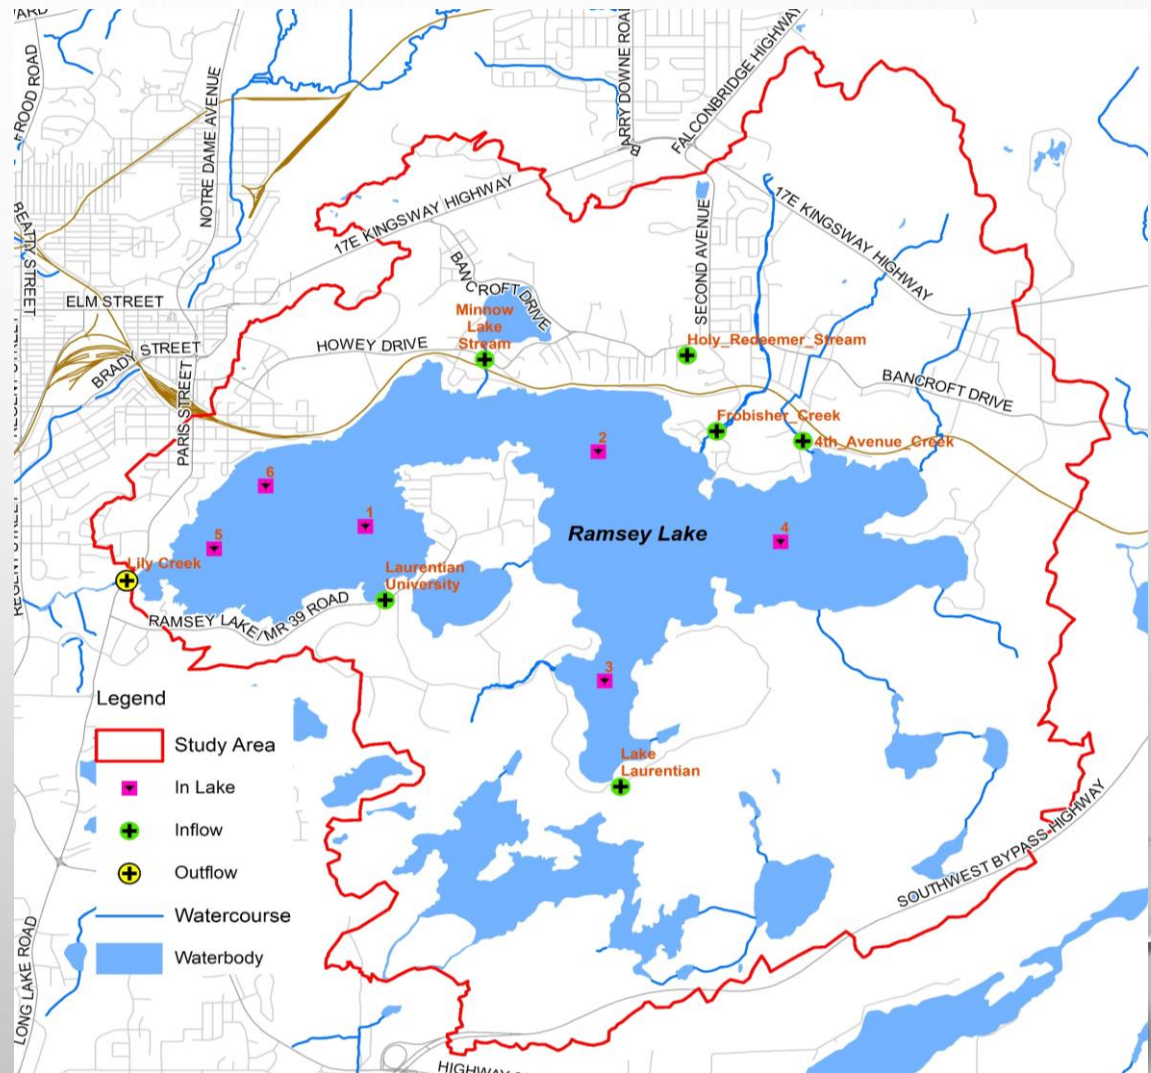 FROOD ROAD
NOTRE DAME AVENUE
BARRY DOWNE ROAD
FALCONBRIDGE HIGHWAY
BEATTY STREET
17E KINGSWAY HIGHWAY
17E KINGSWAY HIGHWAY
SECOND AVENUE
BANCROFT DRIVE
ELM STREET
Minnow
Lake
Stream
HOWEY DRIVE
Holy_Redeemer_Stream
BRADY STREET
PARIS STREET
BANCROFT DRIVE
Frobisher_Creek
4th_Avenue_Creek
2
6
1
Ramsey Lake
4
5
Lily Creek
Laurentian
University
RAMSEY LAKE/MR 39 ROAD
3
Legend
Study Area
In Lake
Inflow
Outflow
Watercourse
Waterbody
Lake
Laurentian
SOUTHWEST BYPASS HIGHWAY
LONG LAKE ROAD